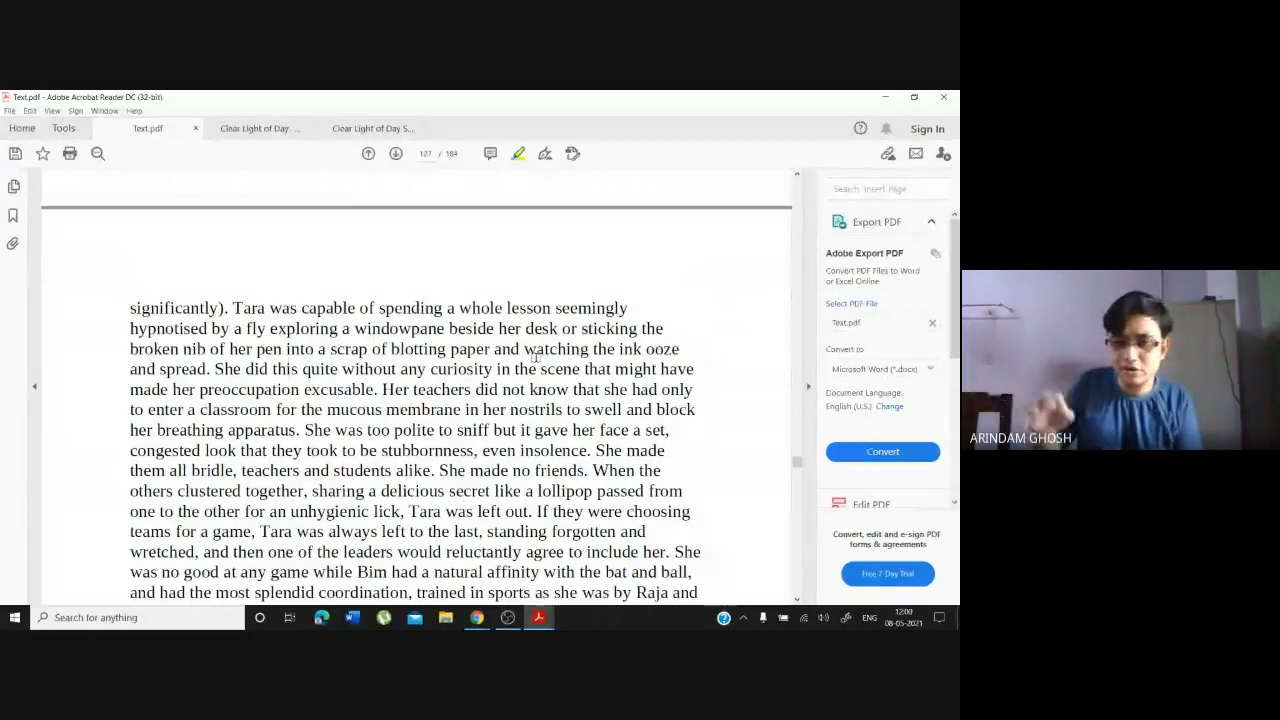 Text.pdf - Adobe Acrobat Reader DC (32-bit)
File Edit View Sign Window Help
Home Tools Text.pdf × Clear Light of Day ... Clear Light of Day S... Sign In
127 / 184
Search 'Insert Page'
Export PDF
Adobe Export PDF
Convert PDF Files to Word
or Excel Online
Select PDF File
Text.pdf
Convert to
Microsoft Word (*.docx)
Document Language:
English (U.S.) Change
Convert
Edit PDF
Convert, edit and e-sign PDF
forms & agreements
Free 7-Day Trial
significantly). Tara was capable of spending a whole lesson seemingly
hypnotised by a fly exploring a windowpane beside her desk or sticking the
broken nib of her pen into a scrap of blotting paper and watching the ink ooze
and spread. She did this quite without any curiosity in the scene that might have
made her preoccupation excusable. Her teachers did not know that she had only
to enter a classroom for the mucous membrane in her nostrils to swell and block
her breathing apparatus. She was too polite to sniff but it gave her face a set,
congested look that they took to be stubbornness, even insolence. She made
them all bridle, teachers and students alike. She made no friends. When the
others clustered together, sharing a delicious secret like a lollipop passed from
one to the other for an unhygienic lick, Tara was left out. If they were choosing
teams for a game, Tara was always left to the last, standing forgotten and
wretched, and then one of the leaders would reluctantly agree to include her. She
was no good at any game while Bim had a natural affinity with the bat and ball,
and had the most splendid coordination, trained in sports as she was by Raja and
ARINDAM GHOSH
Search for anything
ENG
12:00
08-05-2021